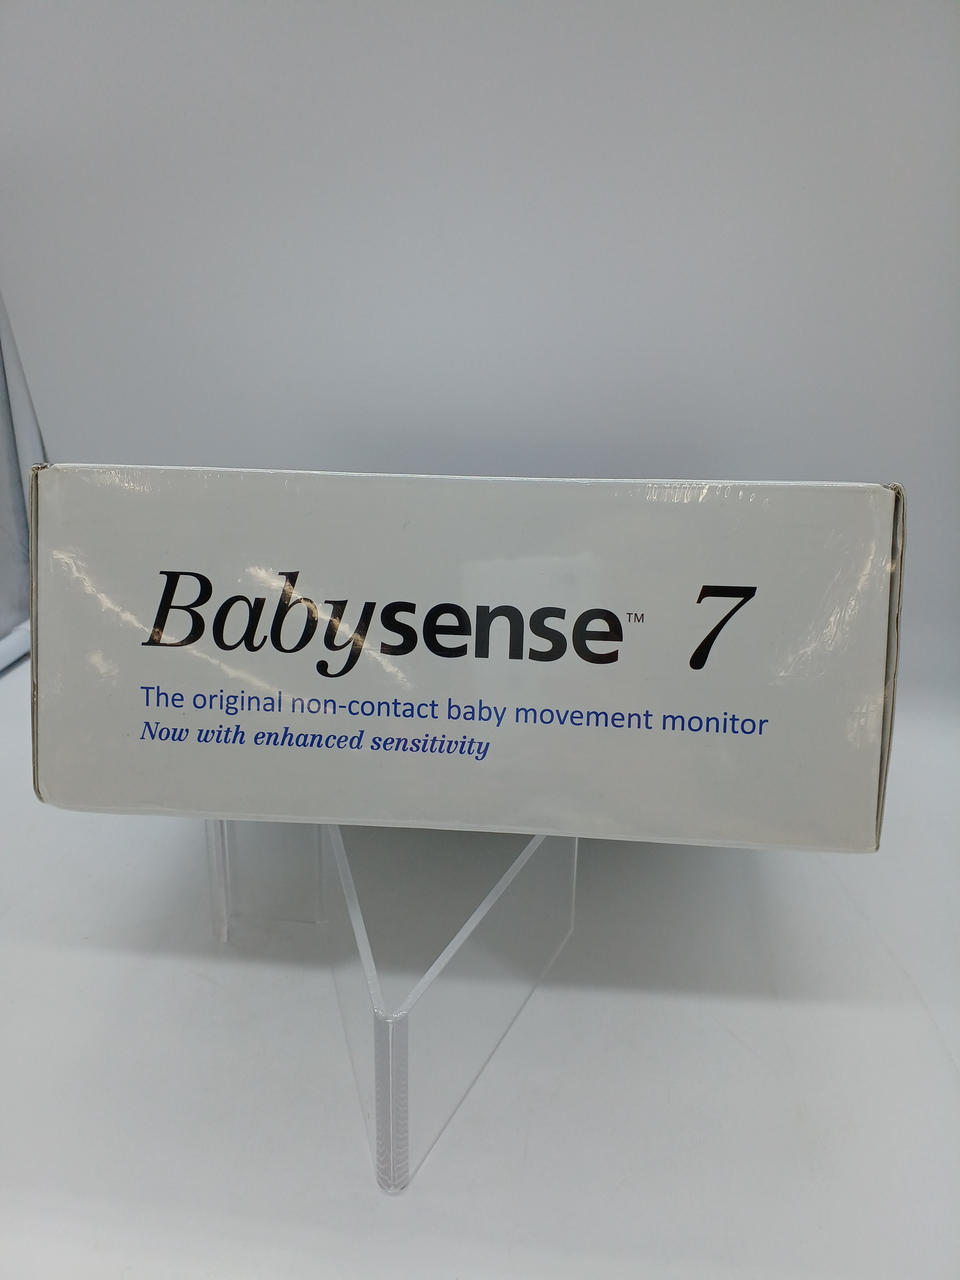 Babysense™ 7
The original non-contact baby movement monitor
Now with enhanced sensitivity